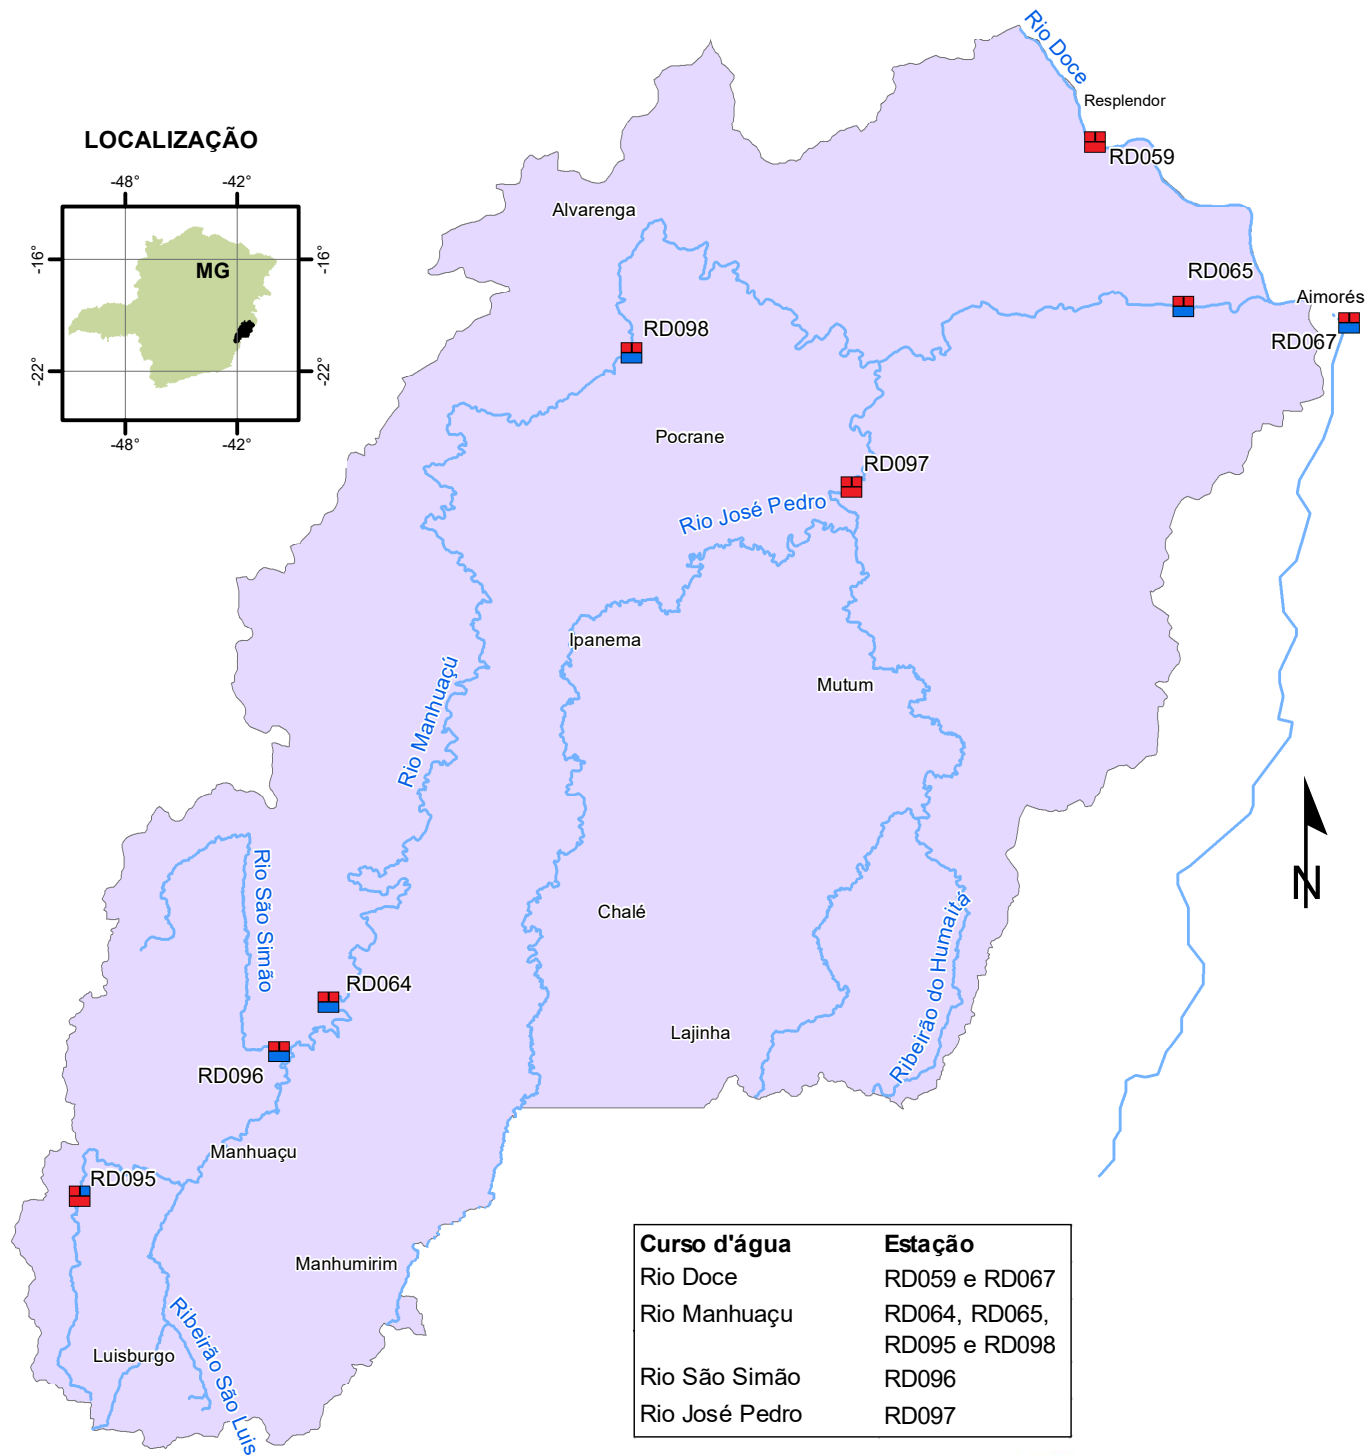 Rio Doce
Resplendor
RD059
LOCALIZAÇÃO
-48°
-42°
-16°
-16°
MG
-22°
-22°
-48°
-42°
Alvarenga
RD065
Aimorés
RD067
RD098
Pocrane
RD097
Rio José Pedro
Ipanema
Mutum
Rio Manhuaçú
Rio São Simão
Chalé
Ribeirão do Humaitá
N
RD064
Lajinha
RD096
Manhuaçu
RD095
Manhumirim
Ribeirão São Luis
Luisburgo
Curso d'água Estação
Rio Doce RD059 e RD067
Rio Manhuaçu RD064, RD065,
RD095 e RD098
Rio São Simão RD096
Rio José Pedro RD097